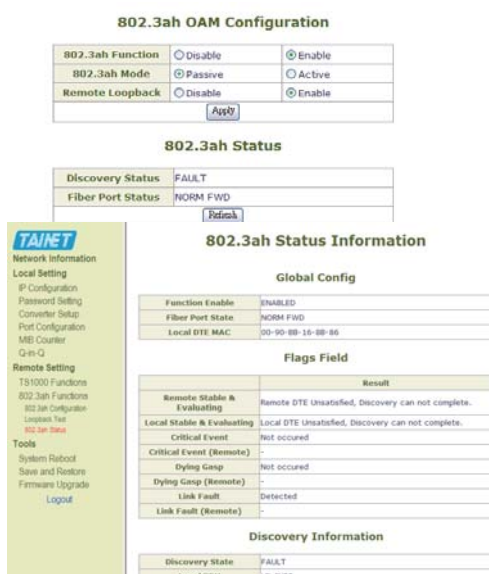 802.3ah OAM Configuration
802.3ah Function Disable Enable
802.3ah Mode Passive Active
Remote Loopback Disable Enable
Apply
802.3ah Status
Discovery Status FAULT
Fiber Port Status NORM FWD
Refresh
TAINET
Network Information
Local Setting
IP Configuration
Password Setting
Converter Setup
Port Configuration
MIB Counter
Q-in-Q
Remote Setting
TS1000 Functions
802.3ah Functions
802.3ah Configuration
Loopback Test
802.3ah Status
Tools
System Reboot
Save and Restore
Firmware Upgrade
Logout
802.3ah Status Information
Global Config
Function Enable ENABLED
Fiber Port State NORM FWD
Local DTE MAC 00-90-BB-16-BB-86
Flags Field
Result
Remote Stable &
Evaluating Remote DTE Unsatisfied, Discovery can not complete.
Local Stable & Evaluating Local DTE Unsatisfied, Discovery can not complete.
Critical Event Not occured
Critical Event (Remote) -
Dying Gasp Not occured
Dying Gasp (Remote) -
Link Fault Detected
Link Fault (Remote) -
Discovery Information
Discovery State FAULT